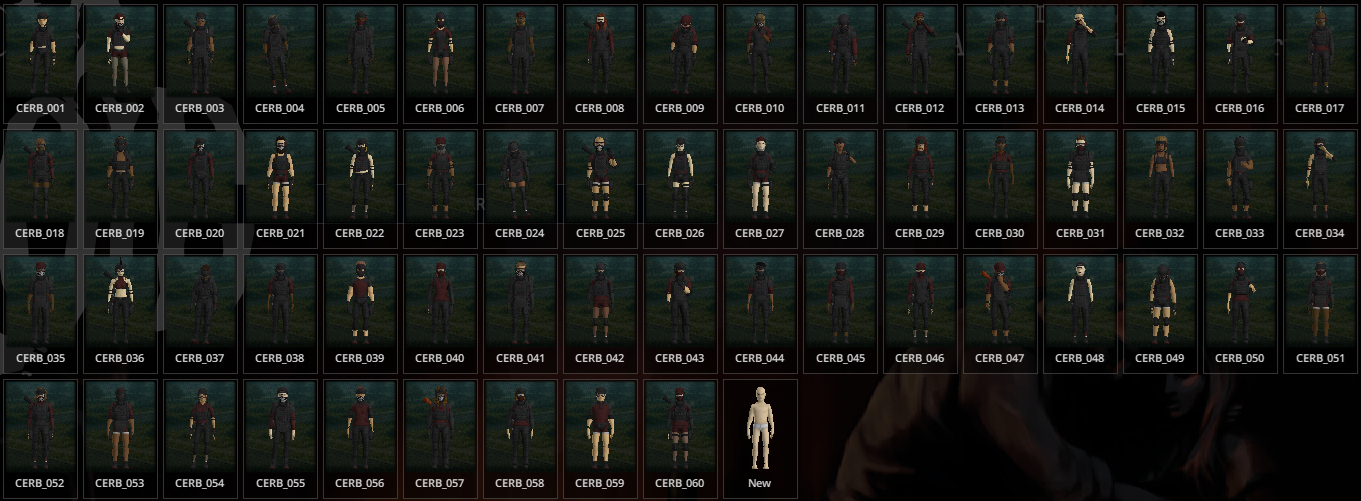 CERB_001 CERB_002 CERB_003 CERB_004 CERB_005 CERB_006 CERB_007 CERB_008 CERB_009 CERB_010 CERB_011 CERB_012 CERB_013 CERB_014 CERB_015 CERB_016 CERB_017
CERB_018 CERB_019 CERB_020 CERB_021 CERB_022 CERB_023 CERB_024 CERB_025 CERB_026 CERB_027 CERB_028 CERB_029 CERB_030 CERB_031 CERB_032 CERB_033 CERB_034
CERB_035 CERB_036 CERB_037 CERB_038 CERB_039 CERB_040 CERB_041 CERB_042 CERB_043 CERB_044 CERB_045 CERB_046 CERB_047 CERB_048 CERB_049 CERB_050 CERB_051
CERB_052 CERB_053 CERB_054 CERB_055 CERB_056 CERB_057 CERB_058 CERB_059 CERB_060 New